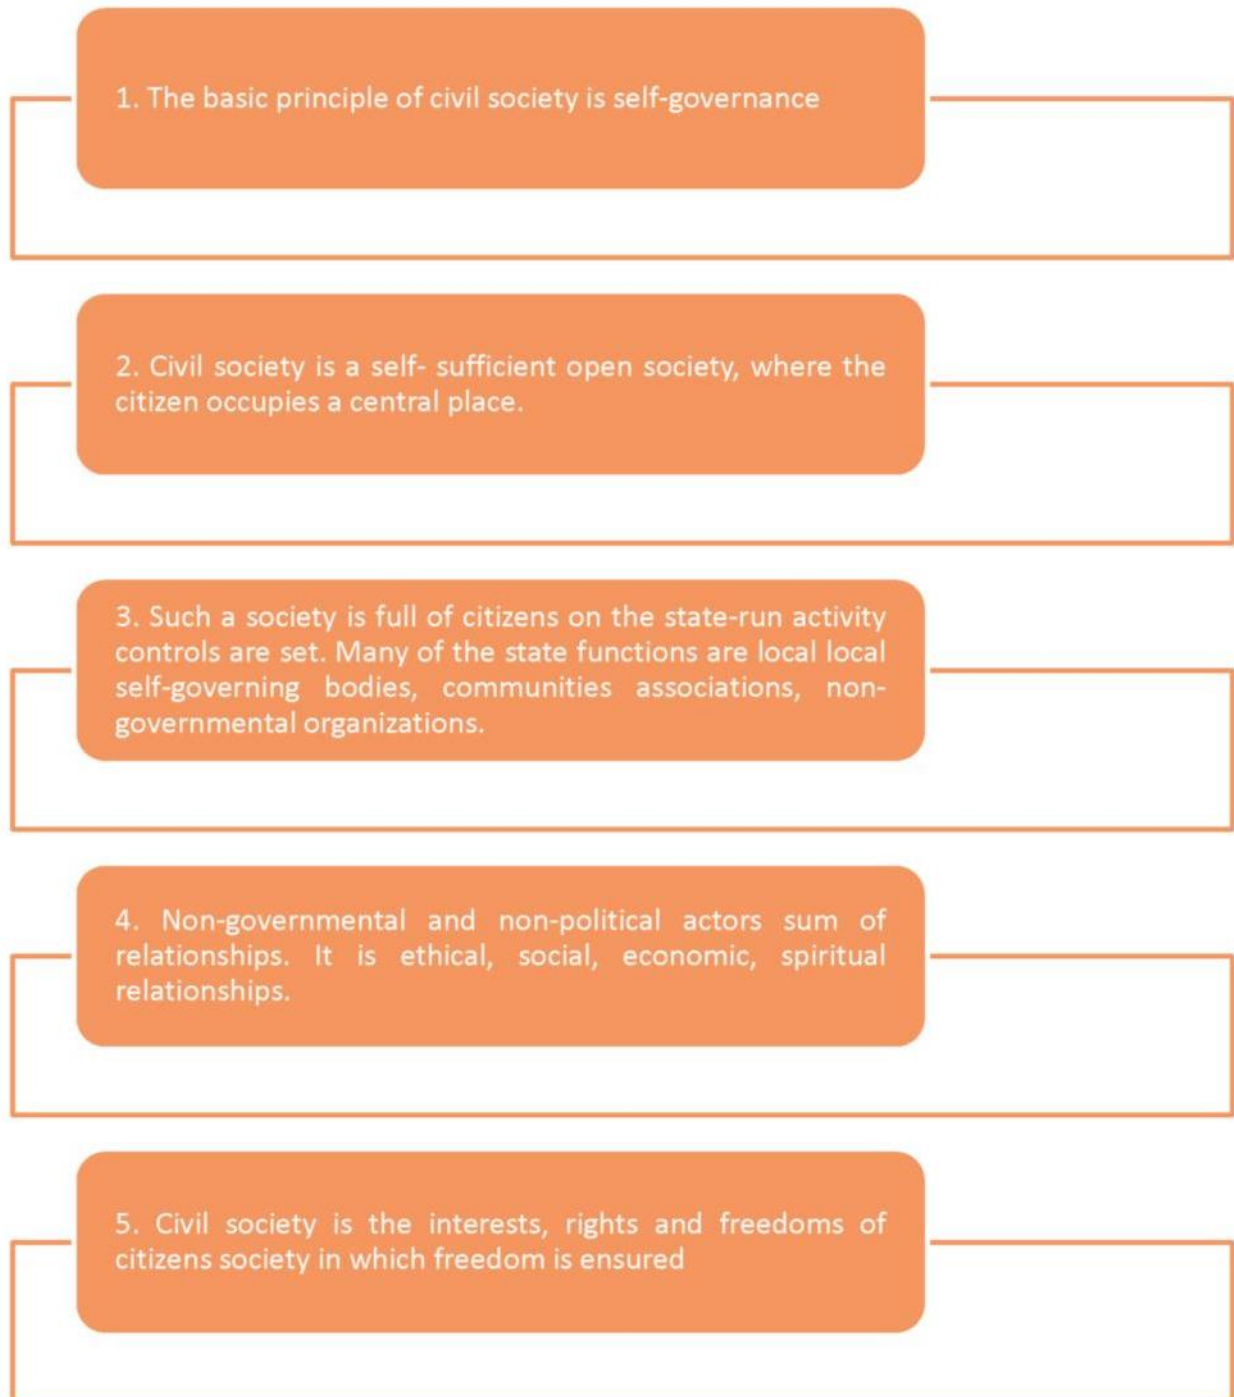 1. The basic principle of civil society is self-governance
2. Civil society is a self- sufficient open society, where the
citizen occupies a central place.
3. Such a society is full of citizens on the state-run activity
controls are set. Many of the state functions are local local
self-governing bodies, communities associations, non-
governmental organizations.
4. Non-governmental and non-political actors sum of
relationships. It is ethical, social, economic, spiritual
relationships.
5. Civil society is the interests, rights and freedoms of
citizens society in which freedom is ensured